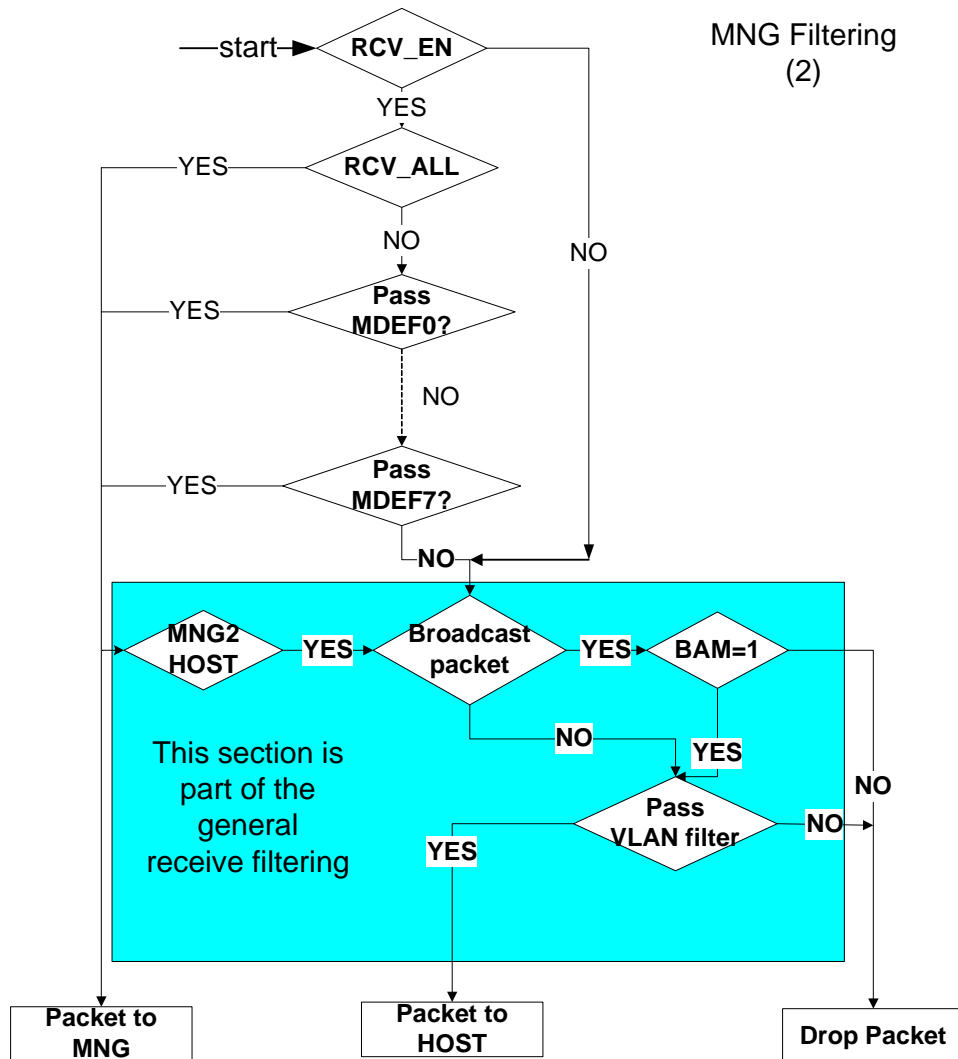 MNG Filtering
(2)
start
RCV_EN
YES
YES
RCV_ALL
NO
NO
YES
Pass
MDEF0?
NO
YES
Pass
MDEF7?
NO
MNG2
HOST
YES
Broadcast
packet
YES
BAM=1
NO
YES
NO
This section is
part of the
general
receive filtering
Pass
VLAN filter
NO
YES
Packet to
MNG
Packet to
HOST
Drop Packet